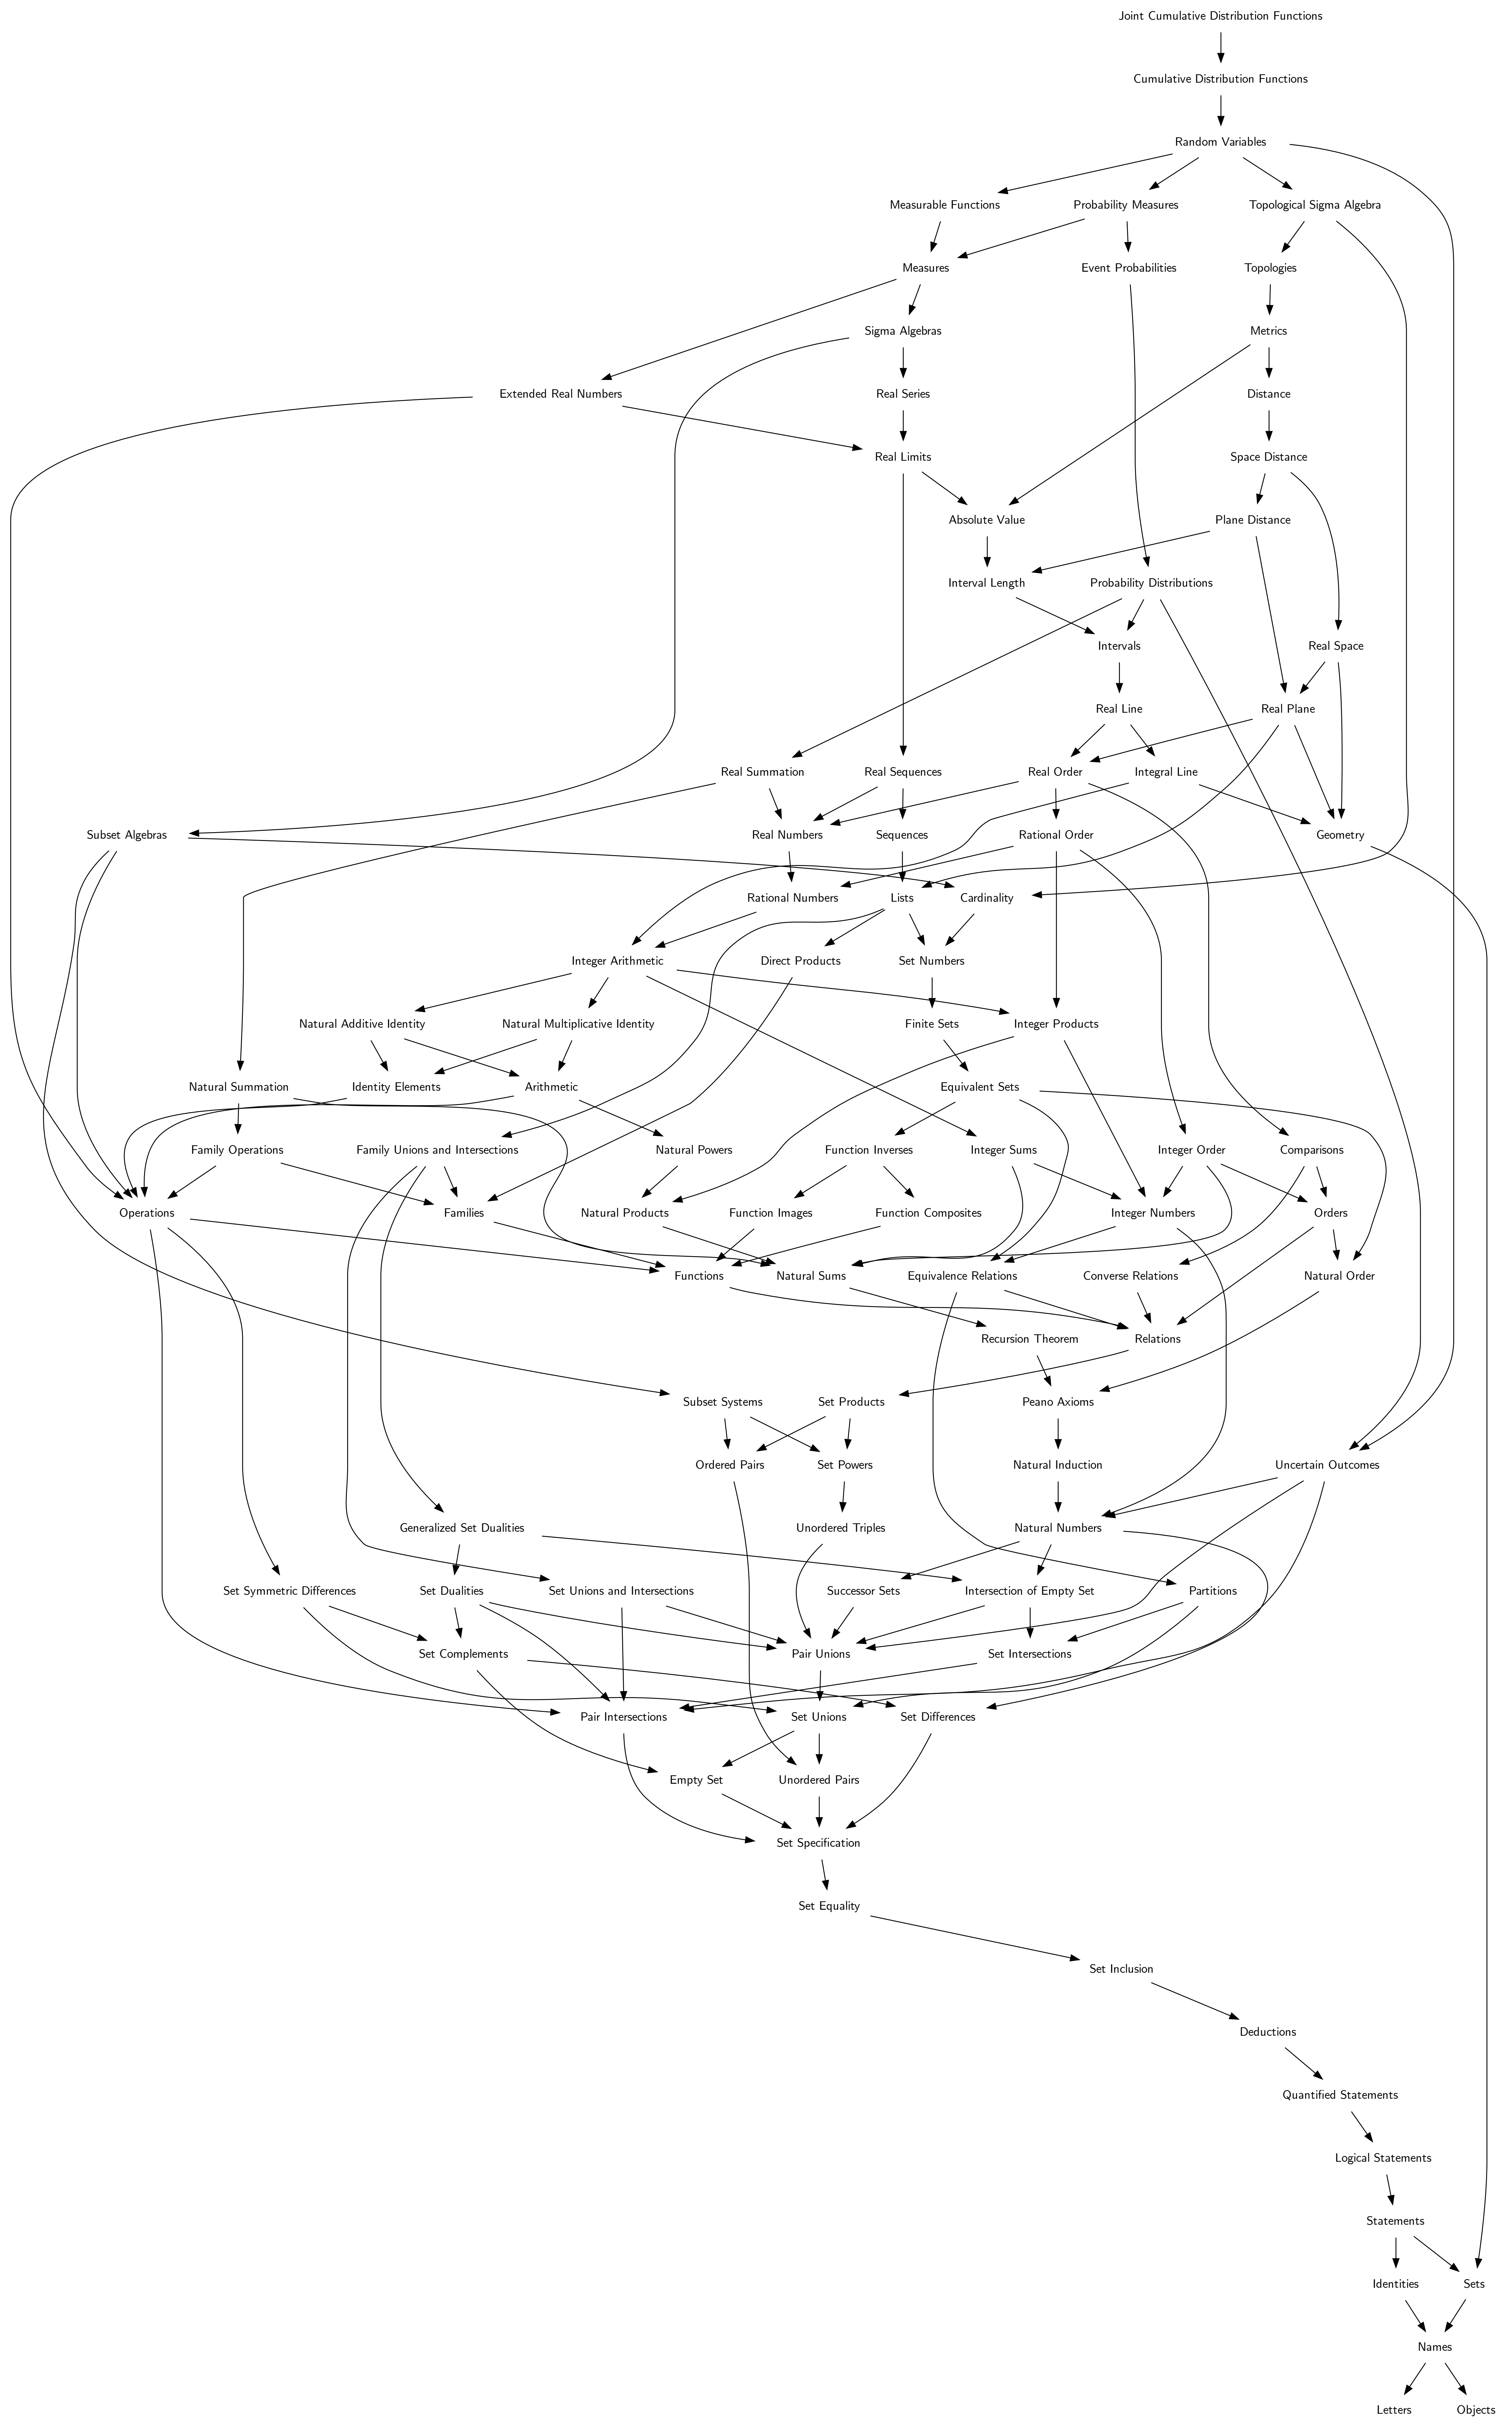 Joint Cumulative Distribution Functions
Cumulative Distribution Functions
Random Variables
Measurable Functions
Probability Measures
Topological Sigma Algebra
Measures
Event Probabilities
Topologies
Sigma Algebras
Metrics
Extended Real Numbers
Real Series
Distance
Real Limits
Space Distance
Absolute Value
Plane Distance
Interval Length
Probability Distributions
Intervals
Real Space
Real Line
Real Plane
Real Summation
Real Sequences
Real Order
Integral Line
Subset Algebras
Real Numbers
Sequences
Rational Order
Geometry
Rational Numbers
Lists
Cardinality
Integer Arithmetic
Direct Products
Set Numbers
Natural Additive Identity
Natural Multiplicative Identity
Finite Sets
Integer Products
Natural Summation
Identity Elements
Arithmetic
Equivalent Sets
Family Operations
Family Unions and Intersections
Natural Powers
Function Inverses
Integer Sums
Integer Order
Comparisons
Operations
Families
Natural Products
Function Images
Function Composites
Integer Numbers
Orders
Functions
Natural Sums
Equivalence Relations
Converse Relations
Natural Order
Recursion Theorem
Relations
Subset Systems
Set Products
Peano Axioms
Ordered Pairs
Set Powers
Natural Induction
Uncertain Outcomes
Generalized Set Dualities
Unordered Triples
Natural Numbers
Set Symmetric Differences
Set Dualities
Set Unions and Intersections
Successor Sets
Intersection of Empty Set
Partitions
Set Complements
Pair Unions
Set Intersections
Pair Intersections
Set Unions
Set Differences
Empty Set
Unordered Pairs
Set Specification
Set Equality
Set Inclusion
Deductions
Quantified Statements
Logical Statements
Statements
Identities
Sets
Names
Letters
Objects